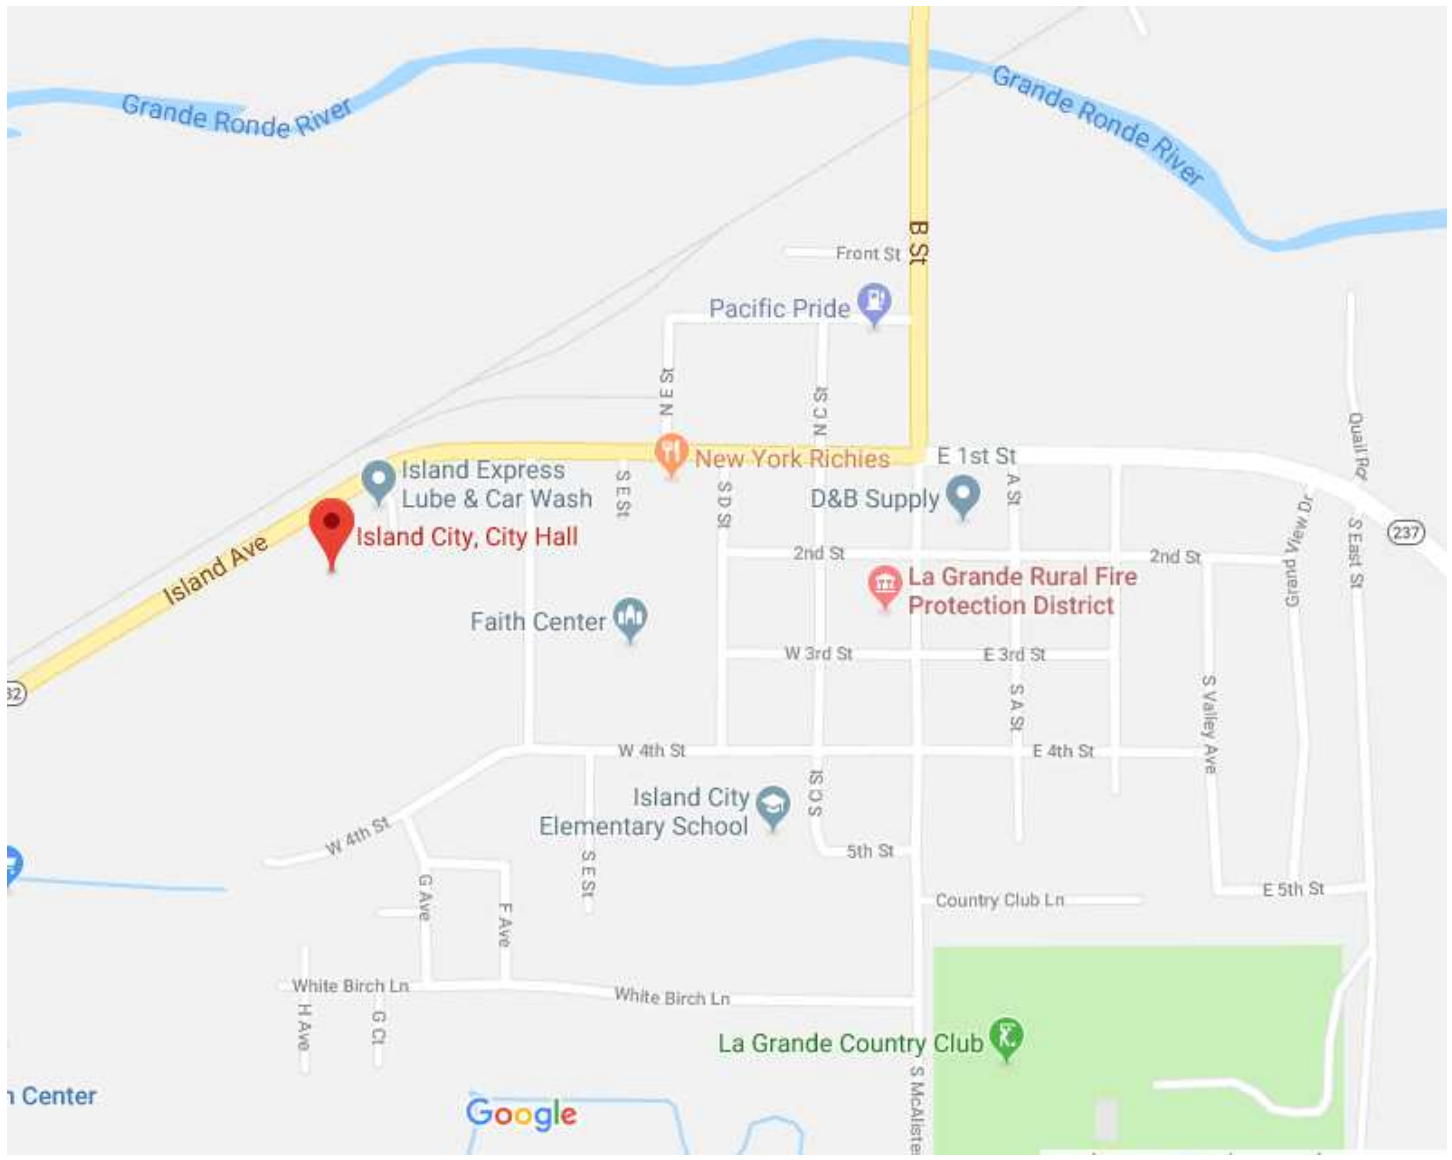 Grande Ronde River
Grande Ronde River
B St
Front St
Pacific Pride
N E St
N C St
Quail Rd
New York Richies
E 1st St
Island Express
Lube & Car Wash
S E St
S D St
D&B Supply
A St
Grand View Dr
S East St
237
Island City, City Hall
Island Ave
2nd St
2nd St
La Grande Rural Fire
Protection District
Faith Center
W 3rd St
E 3rd St
82
S A St
S Valley Ave
W 4th St
E 4th St
Island City
Elementary School
S C St
W 4th St
5th St
S E St
G Ave
F Ave
E 5th St
Country Club Ln
White Birch Ln
White Birch Ln
H Ave
G Ct
La Grande Country Club
S McAlister
Center
Google